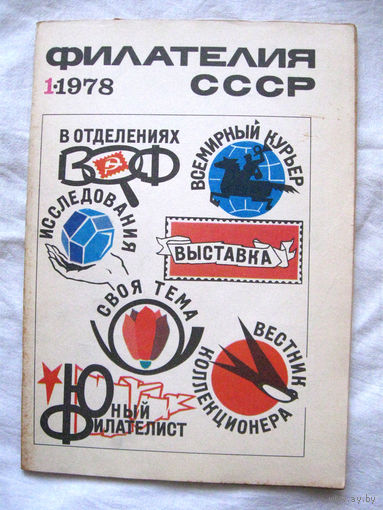 ФИЛАТЕЛИЯ
1·1978 СССР
В ОТДЕЛЕНИЯХ
ВОФ
ВСЕМИРНЫЙ КУРЬЕР
ИССЛЕДОВАНИЯ
ВЫСТАВКА
СВОЯ ТЕМА
ВЕСТНИК
КОЛЛЕКЦИОНЕРА
ЮНЫЙ
ФИЛАТЕЛИСТ